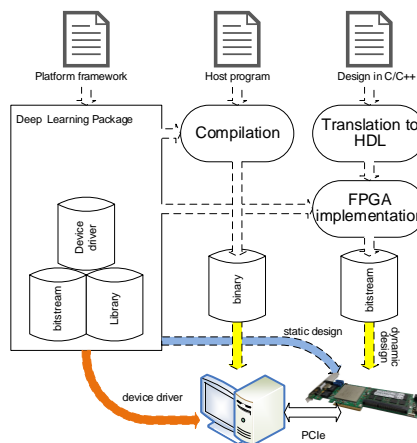 Platform framework
Host program
Design in C/C++
Deep Learning Package
Compilation
Translation to
HDL
FPGA
implementation
Device
driver
bitstream
Library
binary
bitstream
static design
dynamic
design
device driver
PCIe